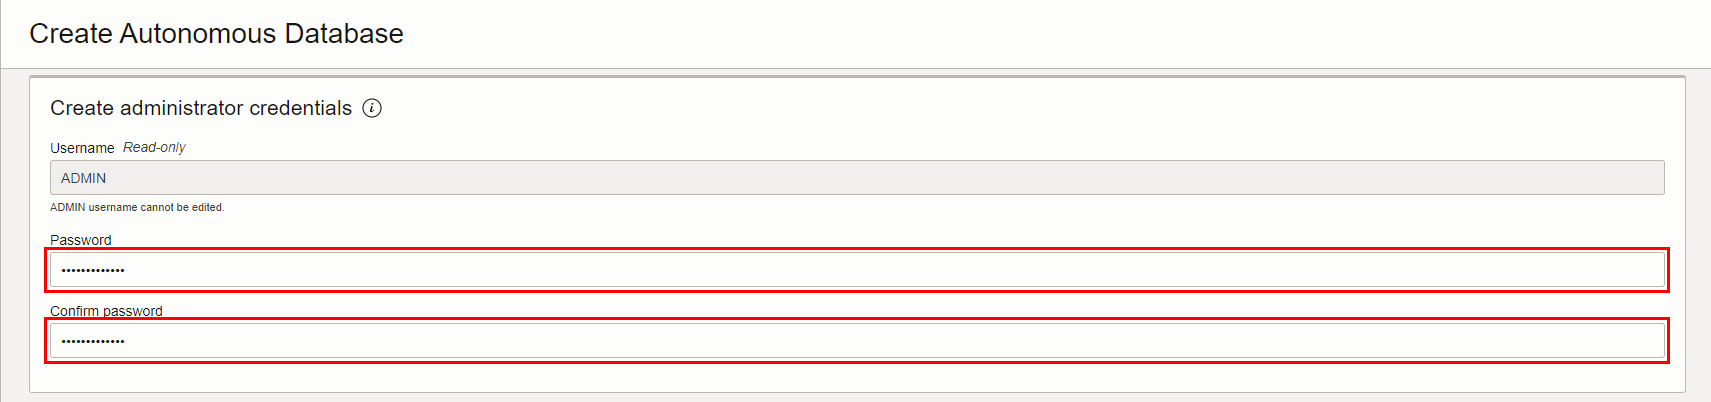 Create Autonomous Database
Create administrator credentials
Username Read-only
ADMIN
ADMIN username cannot be edited.
Password
•••••••••••••
Confirm password
•••••••••••••